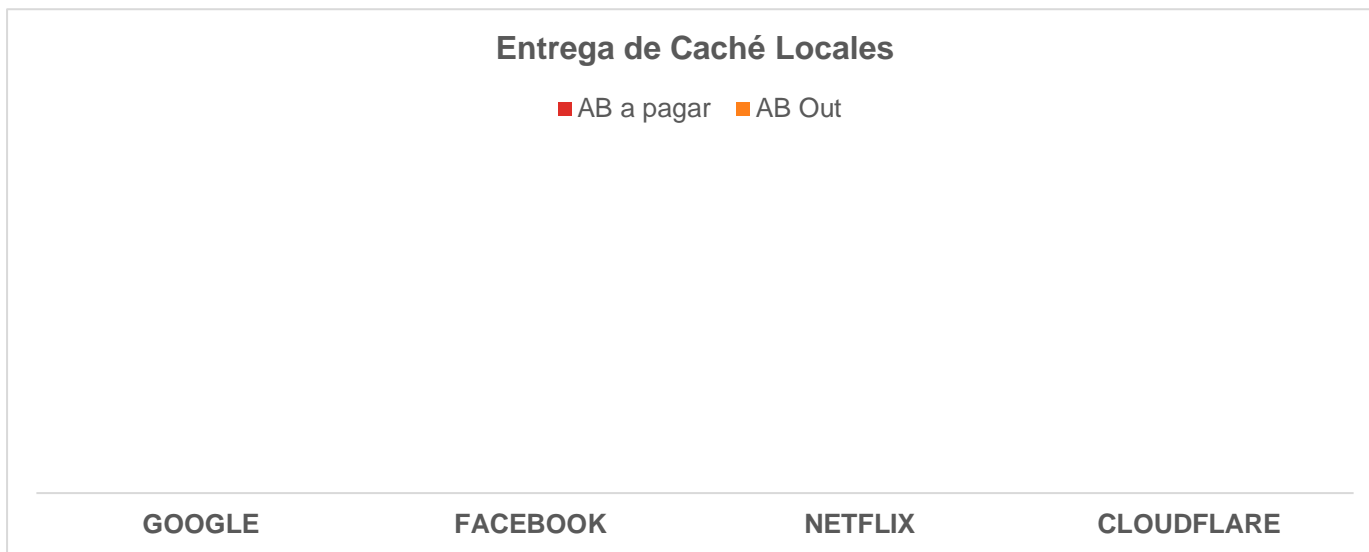 Entrega de Caché Locales
AB a pagar AB Out
GOOGLE FACEBOOK NETFLIX CLOUDFLARE